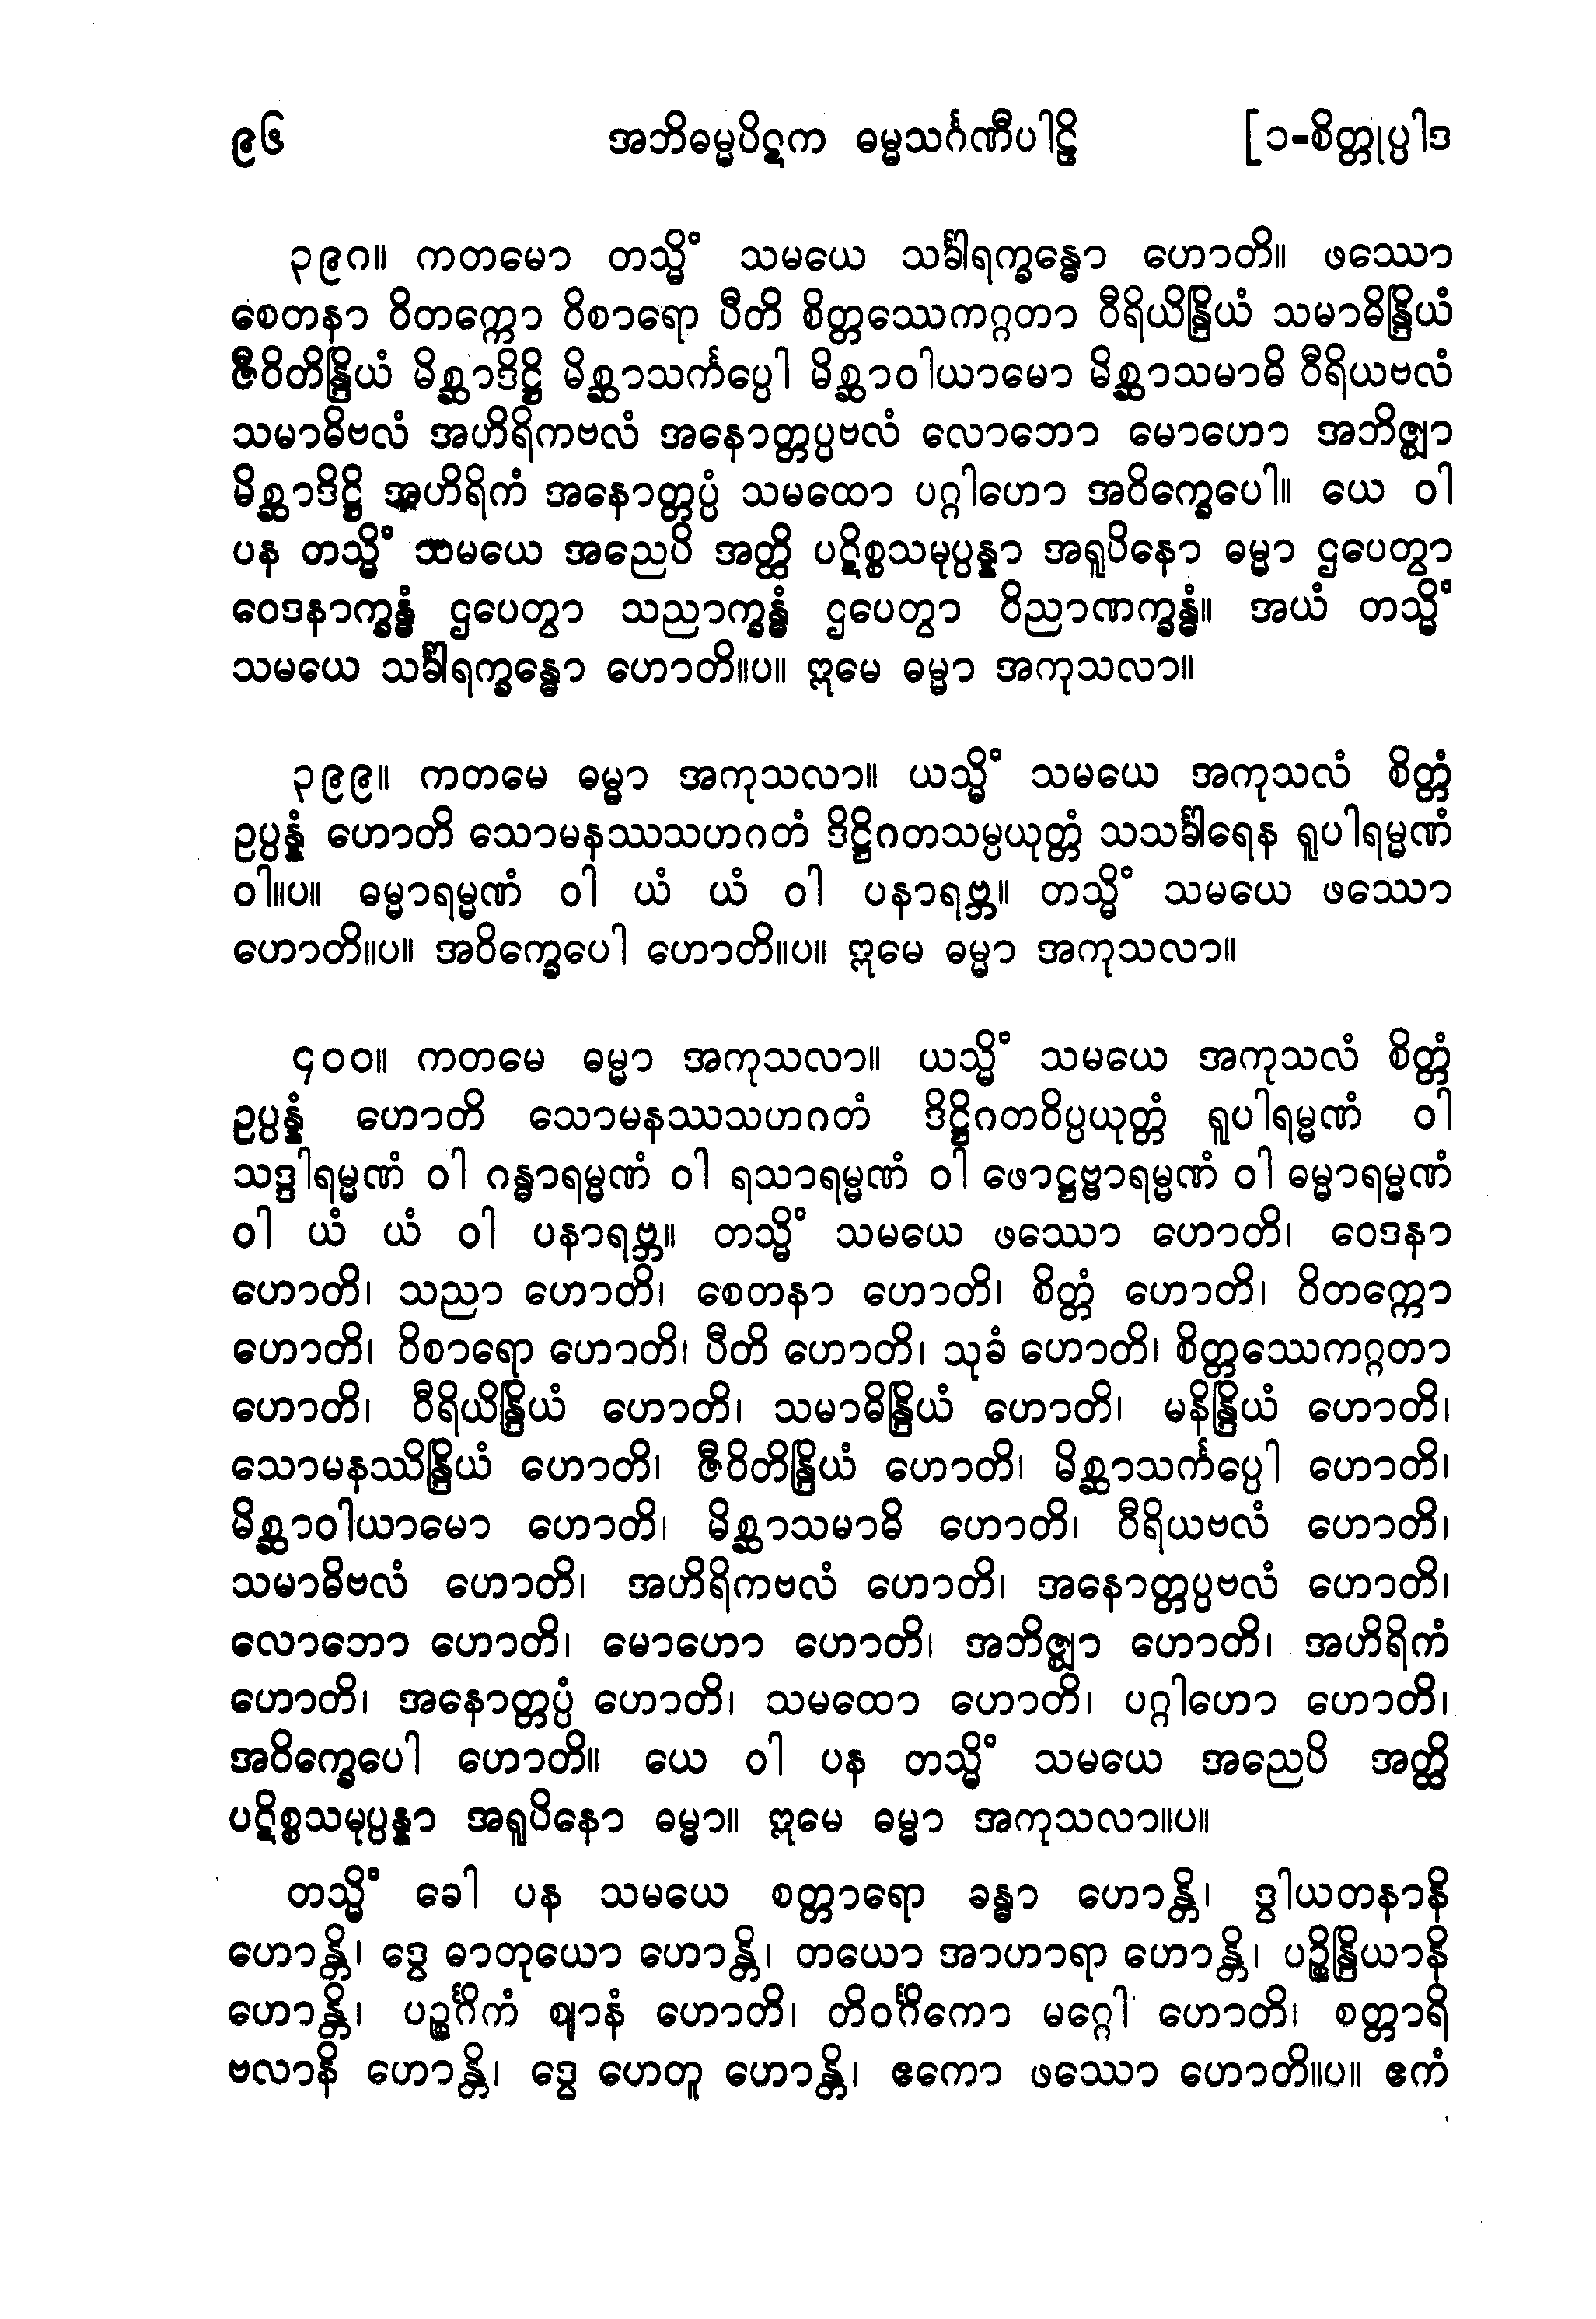 ၉၆ အဘိဓမ္မပိဋက ဓမ္မသင်္ဂဏီပါဠိ [၁-စိတ္တုပ္ပါဒ
၃၉၈။ ကတမော တသ္မိံ သမယေ သင်္ခါရက္ခန္ဓော ဟောတိ။ ဖဿော
စေတနာ ဝိတက္ကော ဝိစာရော ပီတိ စိတ္တဿေကဂ္ဂတာ ဝီရိယိန္ဒြိယံ သမာဓိန္ဒြိယံ
ဇီဝိတိန္ဒြိယံ မိစ္ဆာဒိဋ္ဌိ မိစ္ဆာသင်္ကပ္ပေါ မိစ္ဆာဝါယာမော မိစ္ဆာသမာဓိ ဝီရိယဗလံ
သမာဓိဗလံ အဟိရိကဗလံ အနောတ္တပ္ပဗလံ လောဘော မောဟော အဘိဇ္ဈာ
မိစ္ဆာဒိဋ္ဌိ အဟိရိကံ အနောတ္တပ္ပံ သမထော ပဂ္ဂါဟော အဝိက္ခေပေါ။ ယေ ဝါ
ပန တသ္မိံ သမယေ အညေပိ အတ္ထိ ပဋိစ္စသမုပ္ပန္နာ အရူပိနော ဓမ္မာ ဌပေတွာ
ဝေဒနာက္ခန္ဓံ ဌပေတွာ သညာက္ခန္ဓံ ဌပေတွာ ဝိညာဏက္ခန္ဓံ။ အယံ တသ္မိံ
သမယေ သင်္ခါရက္ခန္ဓော ဟောတိ။ပ။ ဣမေ ဓမ္မာ အကုသလာ။
၃၉၉။ ကတမေ ဓမ္မာ အကုသလာ။ ယသ္မိံ သမယေ အကုသလံ စိတ္တံ
ဥပ္ပန္နံ ဟောတိ သောမနဿသဟဂတံ ဒိဋ္ဌိဂတသမ္ပယုတ္တံ သသင်္ခါရေန ရူပါရမ္မဏံ
ဝါ။ပ။ ဓမ္မာရမ္မဏံ ဝါ ယံ ယံ ဝါ ပနာရဗ္ဘ။ တသ္မိံ သမယေ ဖဿော
ဟောတိ။ပ။ အဝိက္ခေပေါ ဟောတိ။ပ။ ဣမေ ဓမ္မာ အကုသလာ။
၄၀၀။ ကတမေ ဓမ္မာ အကုသလာ။ ယသ္မိံ သမယေ အကုသလံ စိတ္တံ
ဥပ္ပန္နံ ဟောတိ သောမနဿသဟဂတံ ဒိဋ္ဌိဂတဝိပ္ပယုတ္တံ ရူပါရမ္မဏံ ဝါ
သဒ္ဒါရမ္မဏံ ဝါ ဂန္ဓာရမ္မဏံ ဝါ ရသာရမ္မဏံ ဝါ ဖောဋ္ဌဗ္ဗာရမ္မဏံ ဝါ ဓမ္မာရမ္မဏံ
ဝါ ယံ ယံ ဝါ ပနာရဗ္ဘ။ တသ္မိံ သမယေ ဖဿော ဟောတိ၊ ဝေဒနာ
ဟောတိ၊ သညာ ဟောတိ၊ စေတနာ ဟောတိ၊ စိတ္တံ ဟောတိ၊ ဝိတက္ကော
ဟောတိ၊ ဝိစာရော ဟောတိ၊ ပီတိ ဟောတိ၊ သုခံ ဟောတိ၊ စိတ္တဿေကဂ္ဂတာ
ဟောတိ၊ ဝီရိယိန္ဒြိယံ ဟောတိ၊ သမာဓိန္ဒြိယံ ဟောတိ၊ မနိန္ဒြိယံ ဟောတိ၊
သောမနဿိန္ဒြိယံ ဟောတိ၊ ဇီဝိတိန္ဒြိယံ ဟောတိ၊ မိစ္ဆာသင်္ကပ္ပေါ ဟောတိ၊
မိစ္ဆာဝါယာမော ဟောတိ၊ မိစ္ဆာသမာဓိ ဟောတိ၊ ဝီရိယဗလံ ဟောတိ၊
သမာဓိဗလံ ဟောတိ၊ အဟိရိကဗလံ ဟောတိ၊ အနောတ္တပ္ပဗလံ ဟောတိ၊
လောဘော ဟောတိ၊ မောဟော ဟောတိ၊ အဘိဇ္ဈာ ဟောတိ၊ အဟိရိကံ
ဟောတိ၊ အနောတ္တပ္ပံ ဟောတိ၊ သမထော ဟောတိ၊ ပဂ္ဂါဟော ဟောတိ၊
အဝိက္ခေပေါ ဟောတိ။ ယေ ဝါ ပန တသ္မိံ သမယေ အညေပိ အတ္ထိ
ပဋိစ္စသမုပ္ပန္နာ အရူပိနော ဓမ္မာ။ ဣမေ ဓမ္မာ အကုသလာ။ပ။
တသ္မိံ ခေါ ပန သမယေ စတ္တာရော ခန္ဓာ ဟောန္တိ၊ ဒွါယတနာနိ
ဟောန္တိ၊ ဒွေ ဓာတုယော ဟောန္တိ၊ တယော အာဟာရာ ဟောန္တိ၊ ပဉ္စိန္ဒြိယာနိ
ဟောန္တိ၊ ပဉ္စင်္ဂိကံ ဈာနံ ဟောတိ၊ တိဝင်္ဂိကော မဂ္ဂေါ ဟောတိ၊ စတ္တာရိ
ဗလာနိ ဟောန္တိ၊ ဒွေ ဟေတူ ဟောန္တိ၊ ဧကော ဖဿော ဟောတိ။ပ။ ဧကံ